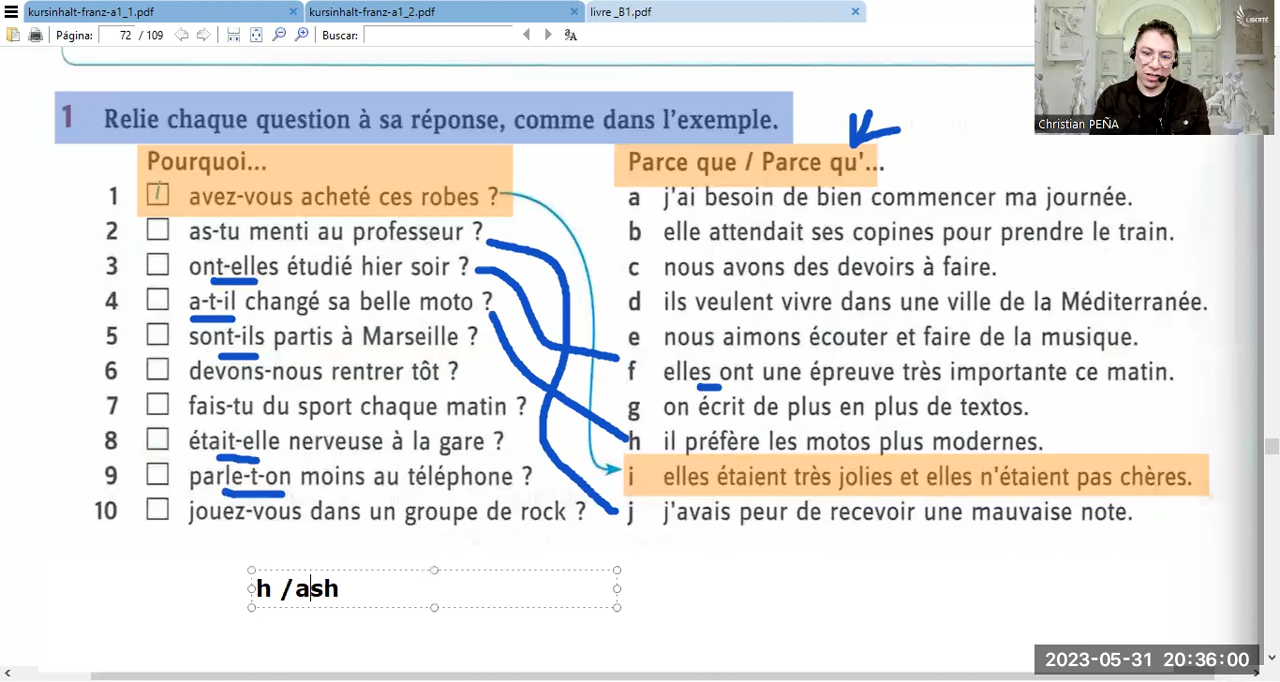 kursinhalt-franz-a1_1.pdf
kursinhalt-franz-a1_2.pdf
livre _B1.pdf
Página: 72 / 109 Buscar:
LIBERTÉ
Christian PEÑA
1 Relie chaque question à sa réponse, comme dans l'exemple.
Pourquoi...
1 i avez-vous acheté ces robes ?
2 as-tu menti au professeur ?
3 ont-elles étudié hier soir ?
4 a-t-il changé sa belle moto ?
5 sont-ils partis à Marseille ?
6 devons-nous rentrer tôt ?
7 fais-tu du sport chaque matin ?
8 était-elle nerveuse à la gare ?
9 parle-t-on moins au téléphone ?
10 jouez-vous dans un groupe de rock ?
Parce que / Parce qu'...
a j'ai besoin de bien commencer ma journée.
b elle attendait ses copines pour prendre le train.
c nous avons des devoirs à faire.
d ils veulent vivre dans une ville de la Méditerranée.
e nous aimons écouter et faire de la musique.
f elles ont une épreuve très importante ce matin.
g on écrit de plus en plus de textos.
h il préfère les motos plus modernes.
i elles étaient très jolies et elles n'étaient pas chères.
j j'avais peur de recevoir une mauvaise note.
h /ash
2023-05-31 20:36:00